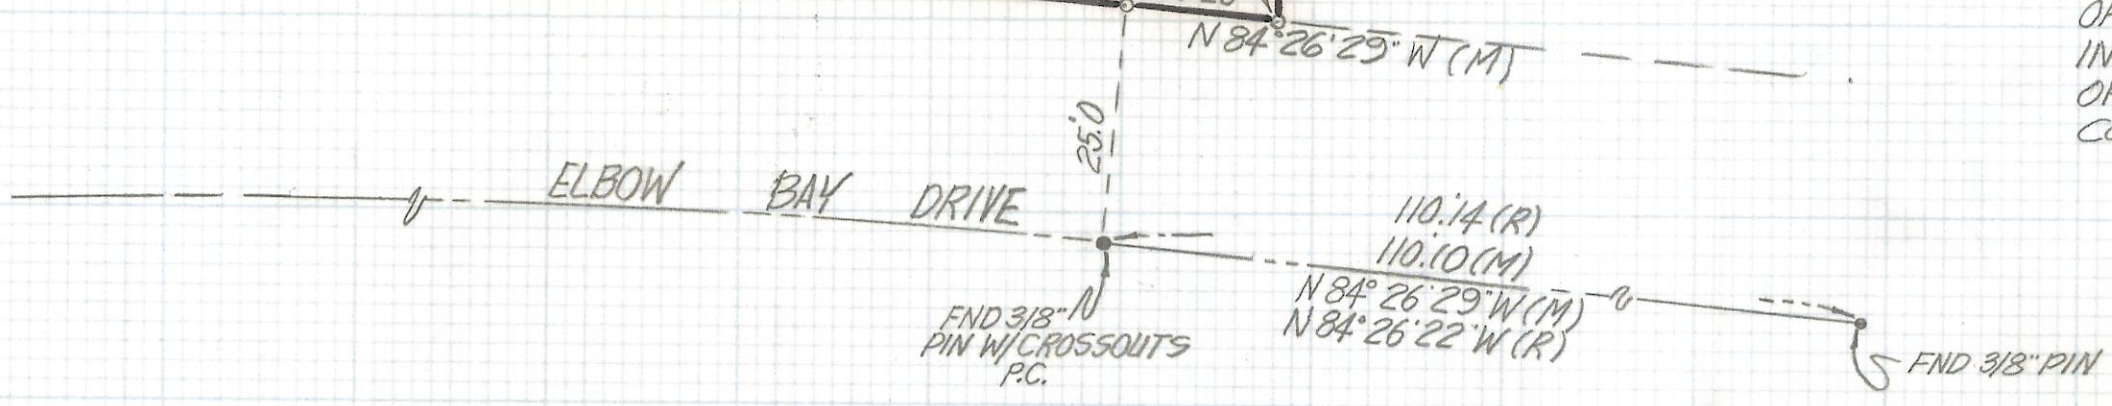 N 84°26'29" W (M)
25.'0
ELBOW BAY DRIVE
110.'14 (R)
110.'10 (M)
N 84° 26' 29" W (M)
N 84° 26' 22" W (R)
FND 3/8"
PIN W/CROSSOUTS
P.C.
FND 3/8" PIN